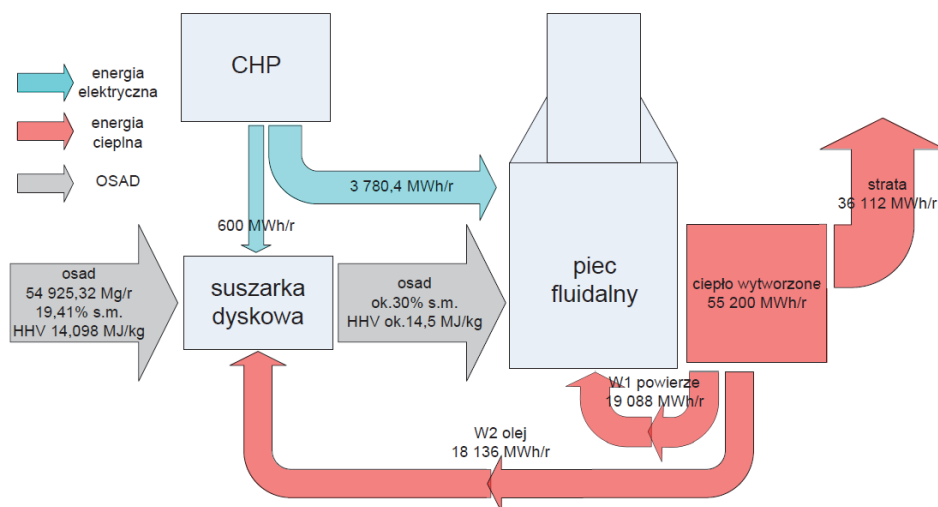 energia
elektryczna
energia
cieplna
OSAD
CHP
3 780,4 MWh/r
600 MWh/r
osad
54 925,32 Mg/r
19,41% s.m.
HHV 14,098 MJ/kg
suszarka
dyskowa
osad
ok.30% s.m.
HHV ok.14,5 MJ/kg
piec
fluidalny
ciepło wytworzone
55 200 MWh/r
strata
36 112 MWh/r
W1 powierze
19 088 MWh/r
W2 olej
18 136 MWh/r